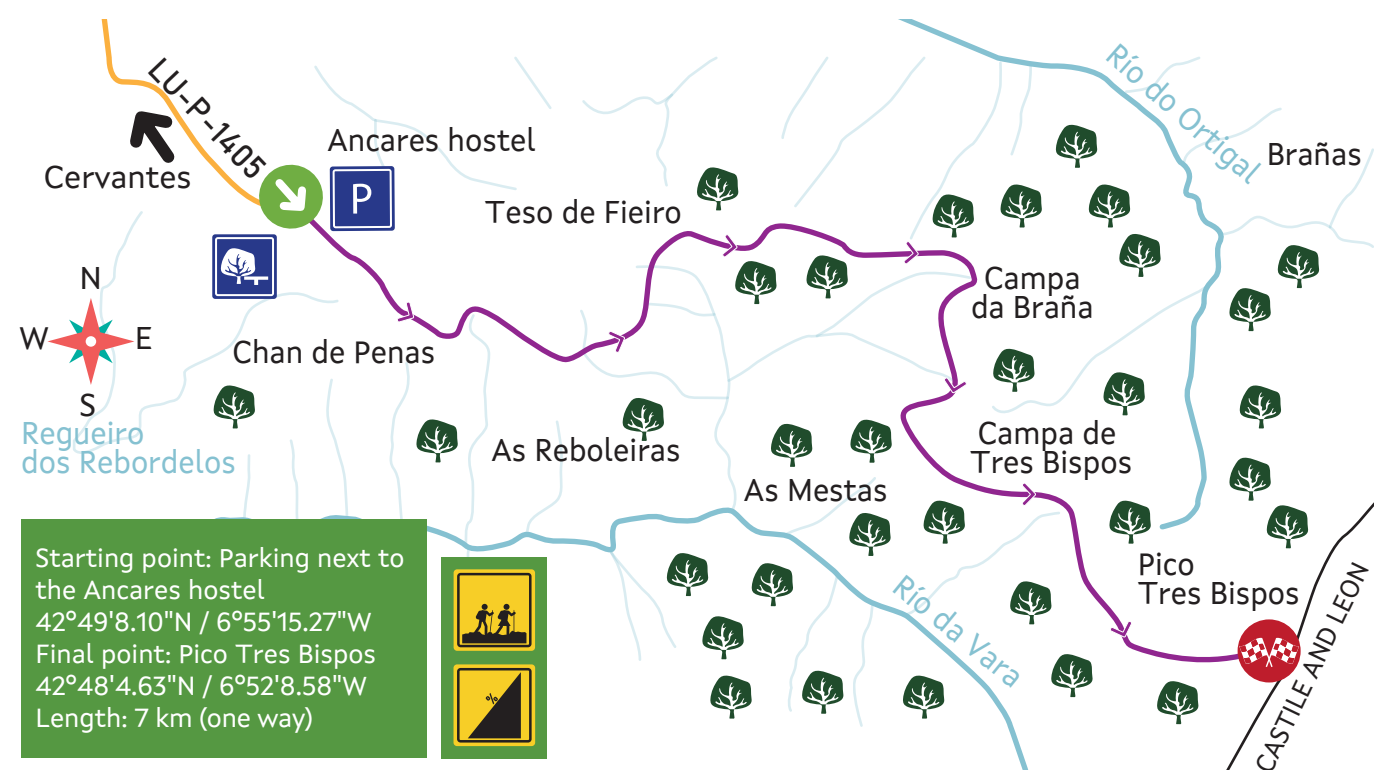 LU-P-1405
Cervantes
Ancares hostel
P
Teso de Fieiro
Río do Ortigal
Brañas
N
W
E
S
Chan de Penas
Campa
da Braña
Regueiro
dos Rebordelos
As Reboleiras
Campa de
Tres Bispos
As Mestas
Río da Vara
Pico
Tres Bispos
CASTILE AND LEON
Starting point: Parking next to
the Ancares hostel
42°49'8.10"N / 6°55'15.27"W
Final point: Pico Tres Bispos
42°48'4.63"N / 6°52'8.58"W
Length: 7 km (one way)
%